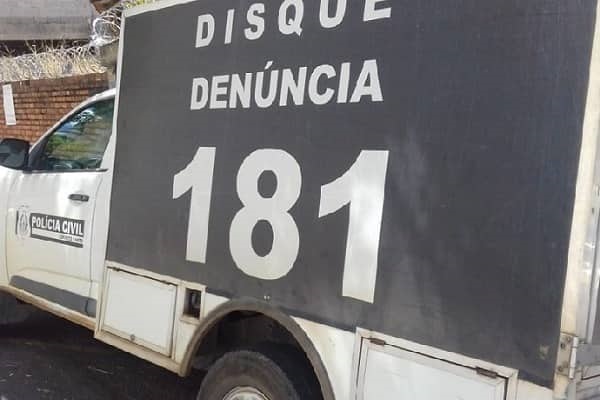 DISQUE
DENÚNCIA
181
POLÍCIA CIVIL